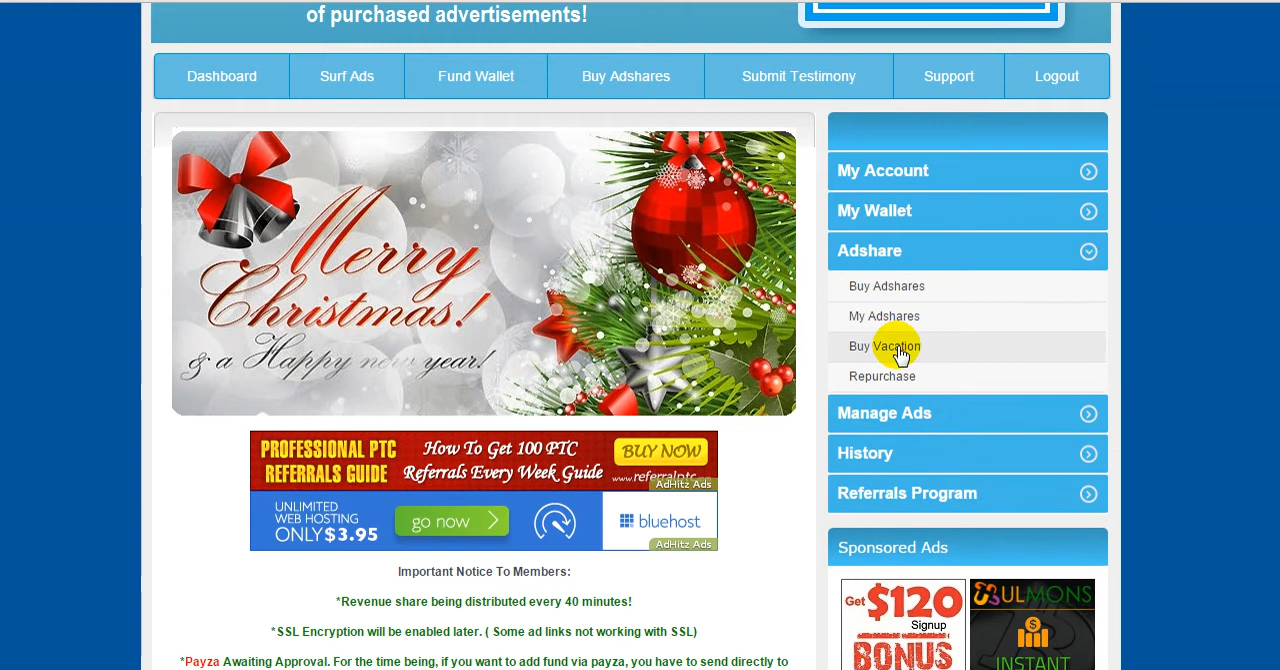 of purchased advertisements!
Dashboard
Surf Ads
Fund Wallet
Buy Adshares
Submit Testimony
Support
Logout
Merry
Christmas!
& a Happy new year!
My Account
My Wallet
Adshare
Buy Adshares
My Adshares
Buy Vacation
Repurchase
Manage Ads
History
Referrals Program
PROFESSIONAL PTC
REFERRALS GUIDE
How To Get 100 PTC
Referrals Every Week Guide
BUY NOW
www.referralptc
AdHitz Ads
UNLIMITED
WEB HOSTING
ONLY $3.95
go now
bluehost
AdHitz Ads
Important Notice To Members:
*Revenue share being distributed every 40 minutes!
*SSL Encryption will be enabled later. ( Some ad links not working with SSL)
*Payza Awaiting Approval. For the time being, if you want to add fund via payza, you have to send directly to
Sponsored Ads
Get $120
Signup
BONUS
ULMONS
INSTANT